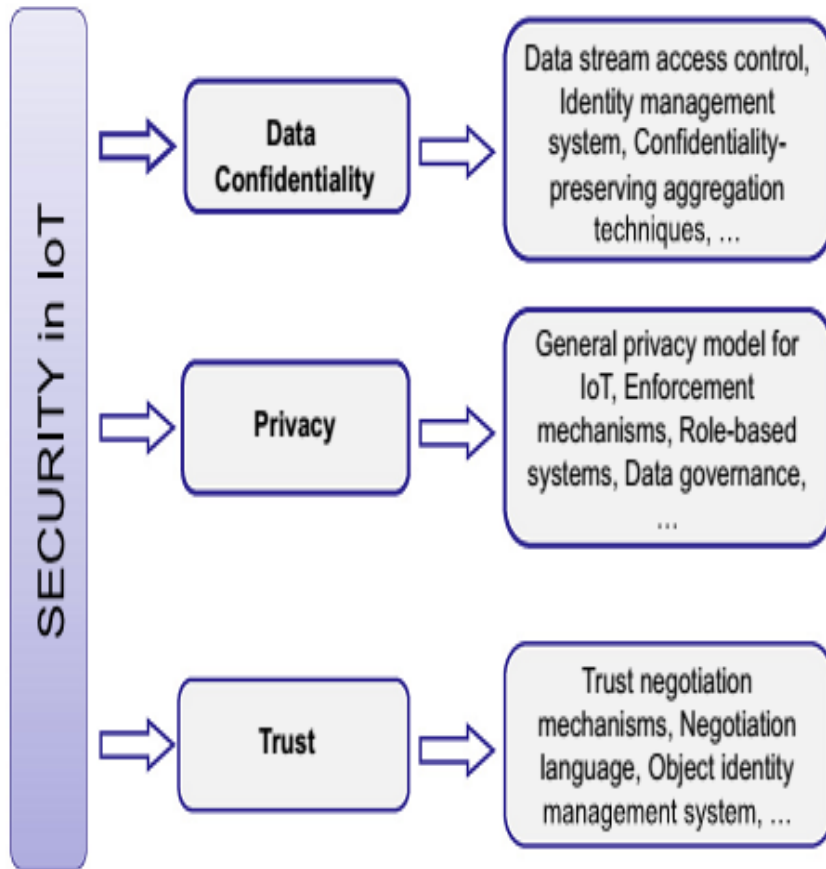 SECURITY in IoT
Data
Confidentiality
Data stream access control,
Identity management
system, Confidentiality-
preserving aggregation
techniques, …
Privacy
General privacy model for
IoT, Enforcement
mechanisms, Role-based
systems, Data governance,
…
Trust
Trust negotiation
mechanisms, Negotiation
language, Object identity
management system, …